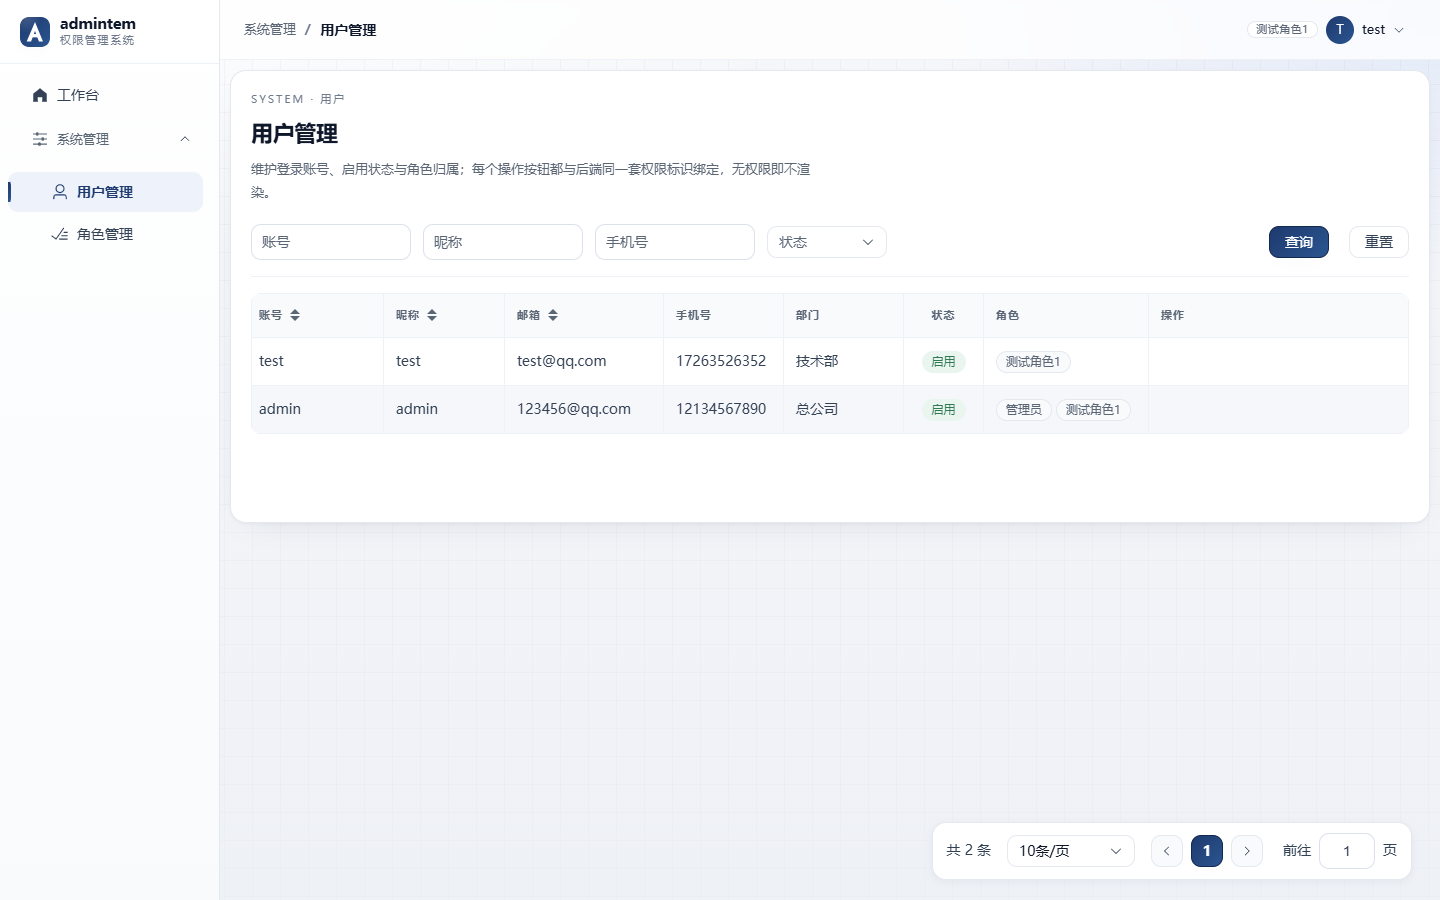 admintem
权限管理系统
工作台
系统管理
用户管理
角色管理
系统管理 / 用户管理
测试角色1 T test
SYSTEM · 用户
用户管理
维护登录账号、启用状态与角色归属；每个操作按钮都与后端同一套权限标识绑定，无权限即不渲
染。
账号 昵称 手机号 状态 查询 重置
账号 昵称 邮箱 手机号 部门 状态 角色 操作
test test test@qq.com 17263526352 技术部 启用 测试角色1
admin admin 123456@qq.com 12134567890 总公司 启用 管理员 测试角色1
共 2 条 10条/页 1 前往 1 页